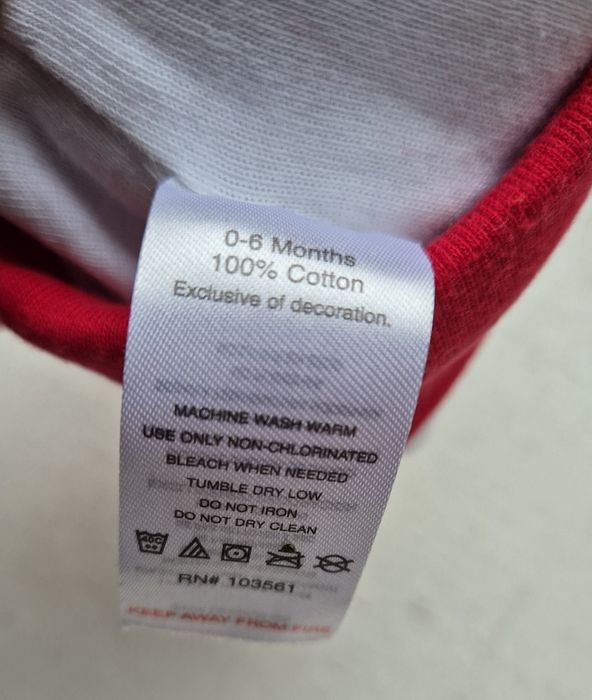 0-6 Months
100% Cotton
Exclusive of decoration.
MACHINE WASH WARM
USE ONLY NON-CHLORINATED
BLEACH WHEN NEEDED
TUMBLE DRY LOW
DO NOT IRON
DO NOT DRY CLEAN
40C
RN# 103561
KEEP AWAY FROM FIRE